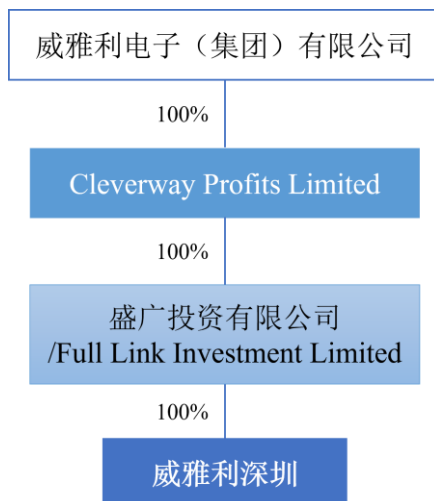 威雅利电子（集团）有限公司
100%
Cleverway Profits Limited
100%
盛广投资有限公司
/Full Link Investment Limited
100%
威雅利深圳